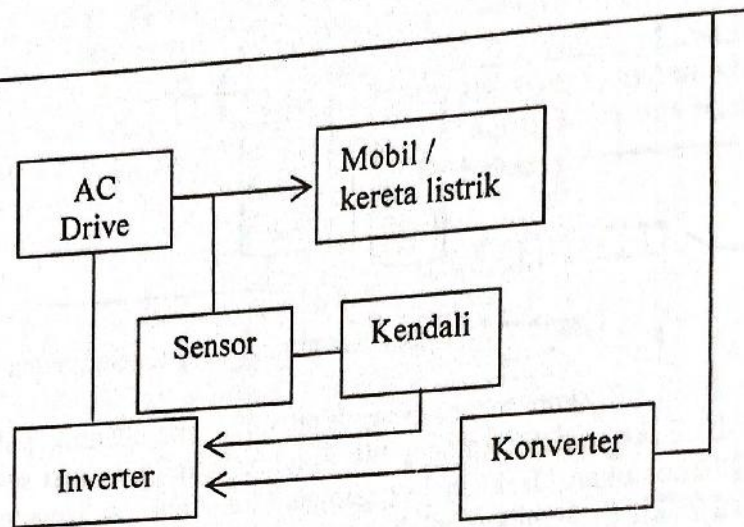 AC
Drive
Mobil /
kereta listrik
Sensor
Kendali
Inverter
Konverter